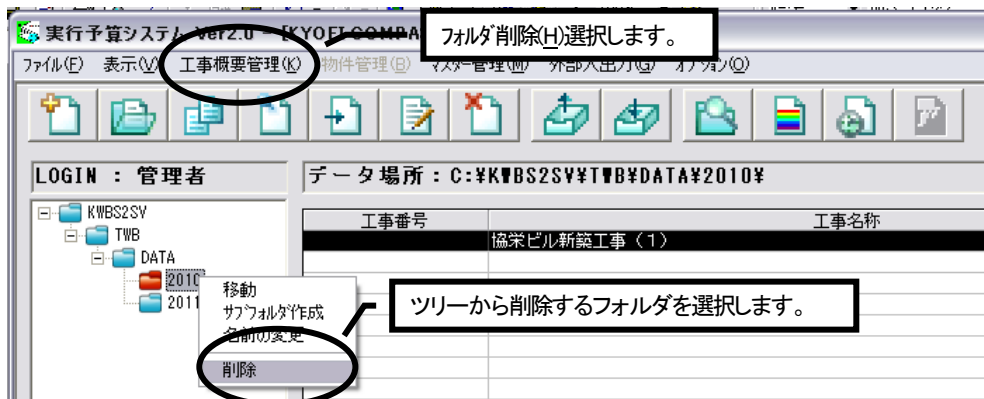 実行予算システム Ver2.0 - [KYOEI COMPA
フォルダ削除(H)選択します。
ファイル(F) 表示(V) 工事概要管理(K) 物件管理(B) マスター管理(M) 外部入出力(G) オプション(O)
LOGIN : 管理者
データ場所 : C:¥KWBS2SV¥TWB¥DATA¥2010¥
KWBS2SV
TWB
DATA
2010
2011
工事番号 工事名称
協栄ビル新築工事（1）
移動
サブフォルダ作成
名前の変更
削除
ツリーから削除するフォルダを選択します。